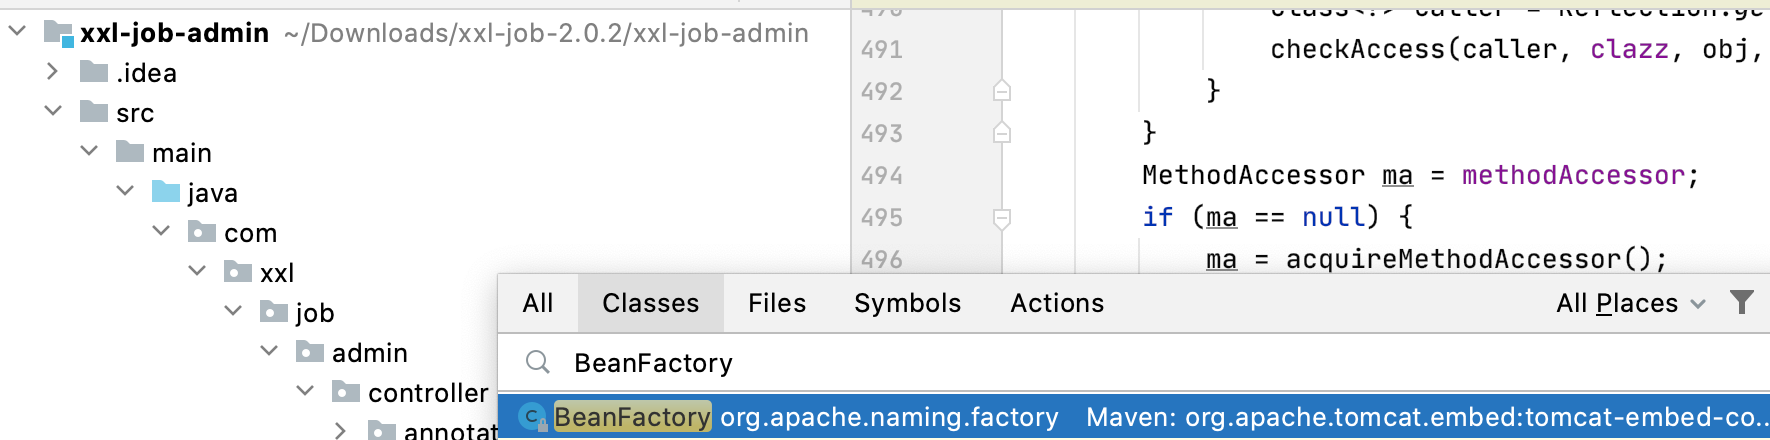 xxl-job-admin ~/Downloads/xxl-job-2.0.2/xxl-job-admin
.idea
src
main
java
com
xxl
job
admin
controller
annotat
491 checkAccess(caller, clazz, obj,
492 }
493 }
494 MethodAccessor ma = methodAccessor;
495 if (ma == null) {
496 ma = acquireMethodAccessor();
All Classes Files Symbols Actions All Places
BeanFactory
C BeanFactory org.apache.naming.factory Maven: org.apache.tomcat.embed:tomcat-embed-co...